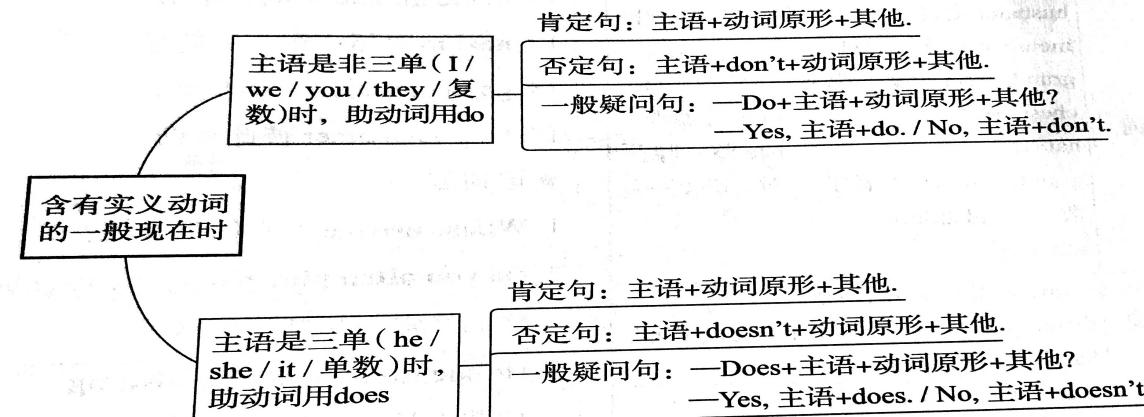 含有实义动词
的一般现在时
主语是非三单（I /
we / you / they / 复
数)时，助动词用do
肯定句：主语+动词原形+其他.
否定句：主语+don't+动词原形+其他.
一般疑问句：—Do+主语+动词原形+其他?
—Yes, 主语+do. / No, 主语+don't.
主语是三单（he /
she / it / 单数）时，
助动词用does
肯定句：主语+动词原形+其他.
否定句：主语+doesn't+动词原形+其他.
一般疑问句：—Does+主语+动词原形+其他?
—Yes, 主语+does. / No, 主语+doesn't